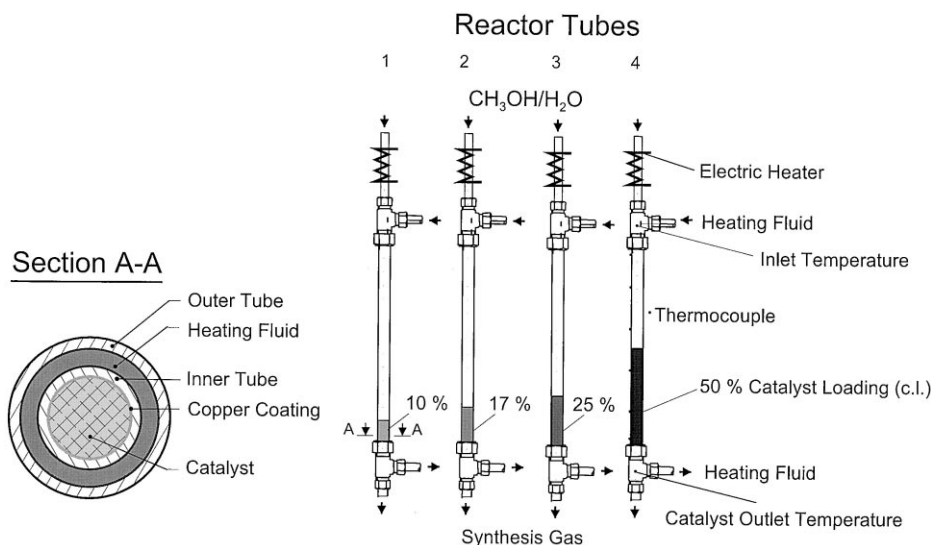 Reactor Tubes
1 2 3 4
CH₃OH/H₂O
Electric Heater
Heating Fluid
Inlet Temperature
Thermocouple
50 % Catalyst Loading (c.l.)
10 % 17 % 25 %
A A
Heating Fluid
Catalyst Outlet Temperature
Synthesis Gas
Section A-A
Outer Tube
Heating Fluid
Inner Tube
Copper Coating
Catalyst